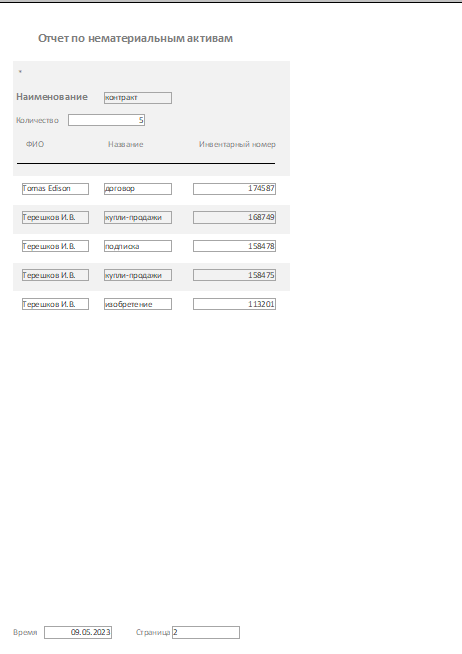 Отчет по нематериальным активам
*
Наименование контракт
Количество 5
ФИО Название Инвентарный номер
Tomas Edison договор 174587
Терешков И.В. купли-продажи 168749
Терешков И.В. подписка 158478
Терешков И.В. купли-продажи 158475
Терешков И.В. изобретение 113201
Время 09.05.2023 Страница 2